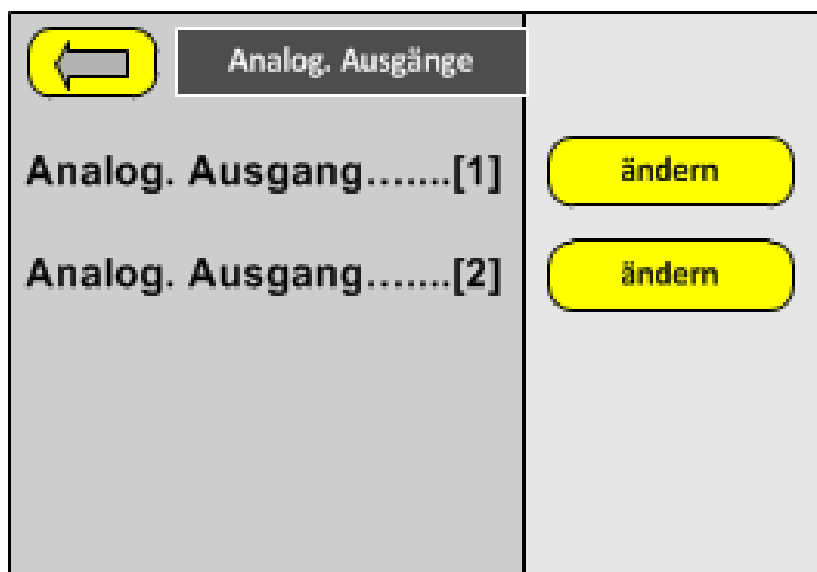 Analog. Ausgänge
Analog. Ausgang.......[1] ändern
Analog. Ausgang.......[2] ändern